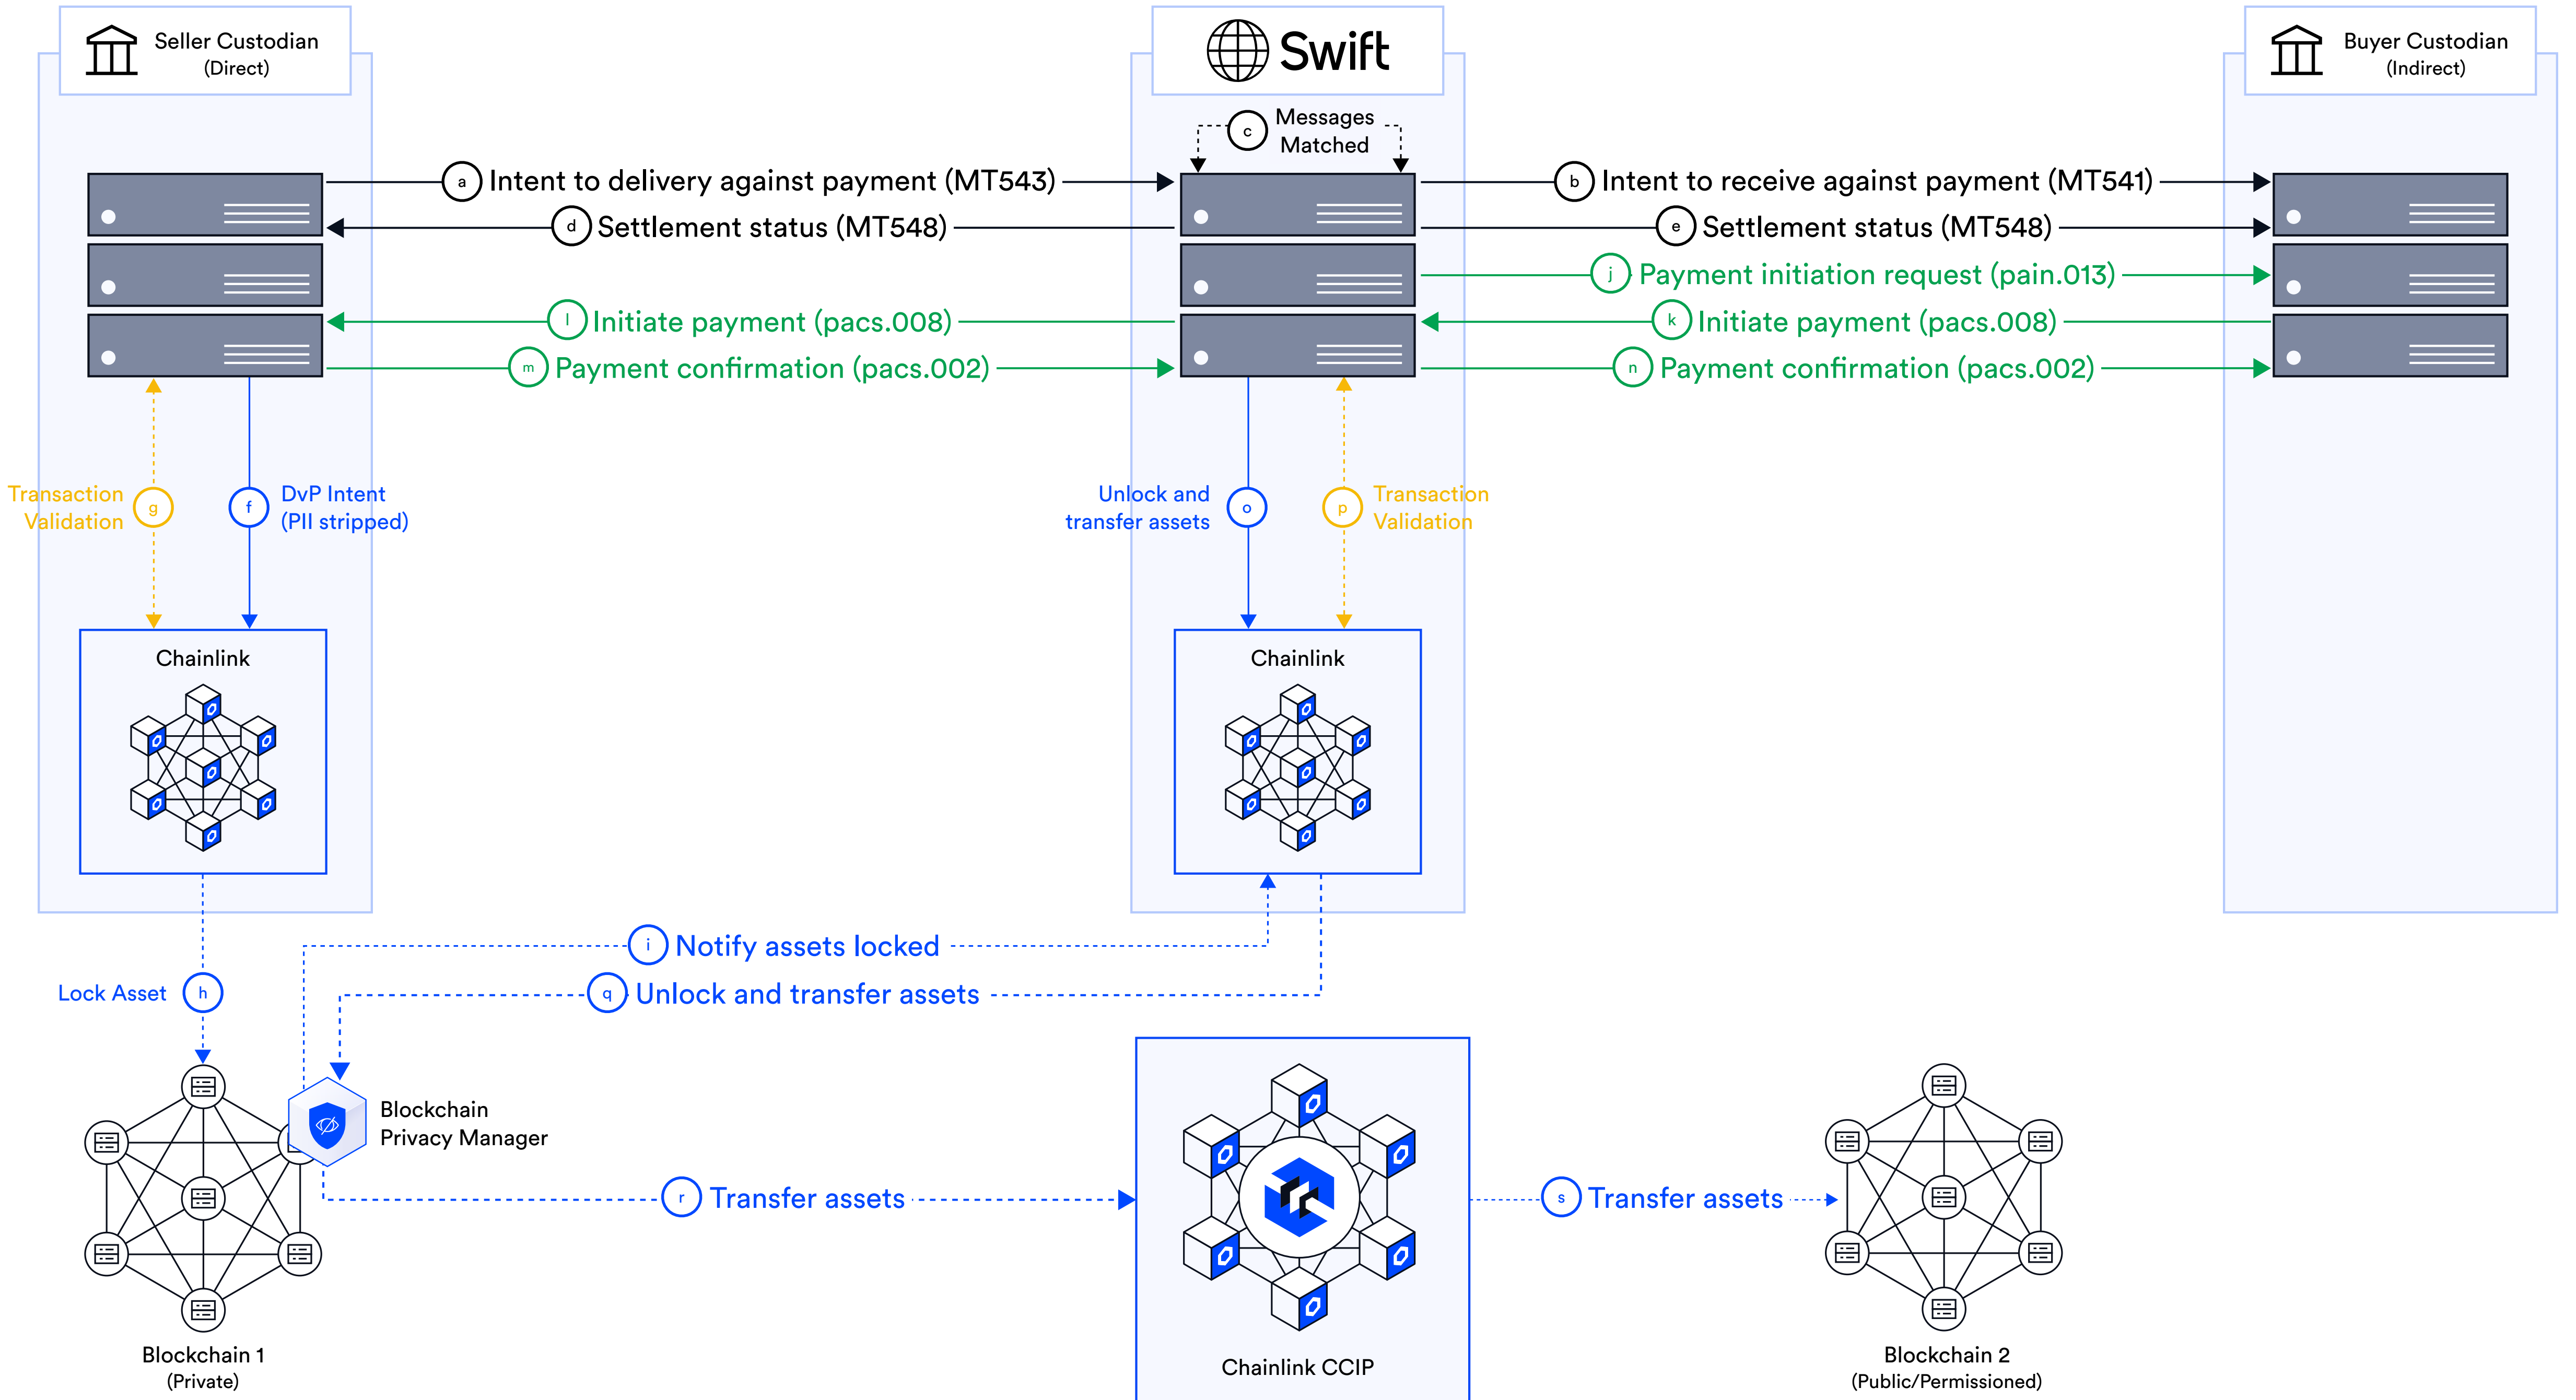 Seller Custodian
(Direct)
Swift
Buyer Custodian
(Indirect)
c Messages
Matched
a Intent to delivery against payment (MT543)
b Intent to receive against payment (MT541)
d Settlement status (MT548)
e Settlement status (MT548)
j Payment initiation request (pain.013)
l Initiate payment (pacs.008)
k Initiate payment (pacs.008)
m Payment confirmation (pacs.002)
n Payment confirmation (pacs.002)
Transaction
Validation
g
f
DvP Intent
(PII stripped)
Unlock and
transfer assets
o
p
Transaction
Validation
Chainlink
Chainlink
i Notify assets locked
Lock Asset h
q Unlock and transfer assets
Blockchain
Privacy Manager
r Transfer assets
s Transfer assets
Blockchain 1
(Private)
Chainlink CCIP
Blockchain 2
(Public/Permissioned)